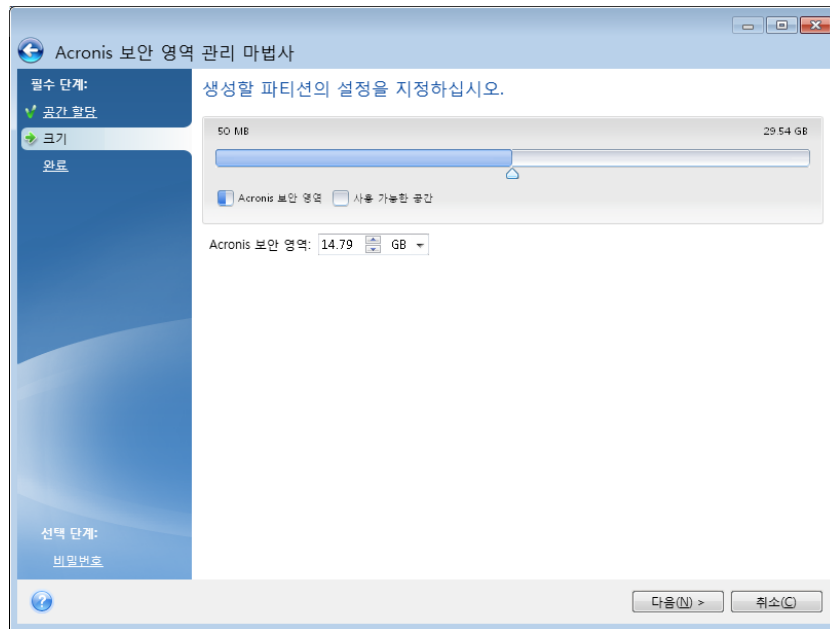 Acronis 보안 영역 관리 마법사
필수 단계:
공간 할당
크기
완료
생성할 파티션의 설정을 지정하십시오.
50 MB
29.54 GB
Acronis 보안 영역
사용 가능한 공간
Acronis 보안 영역: 14.79 GB
선택 단계:
비밀번호
다음(N) >
취소(C)